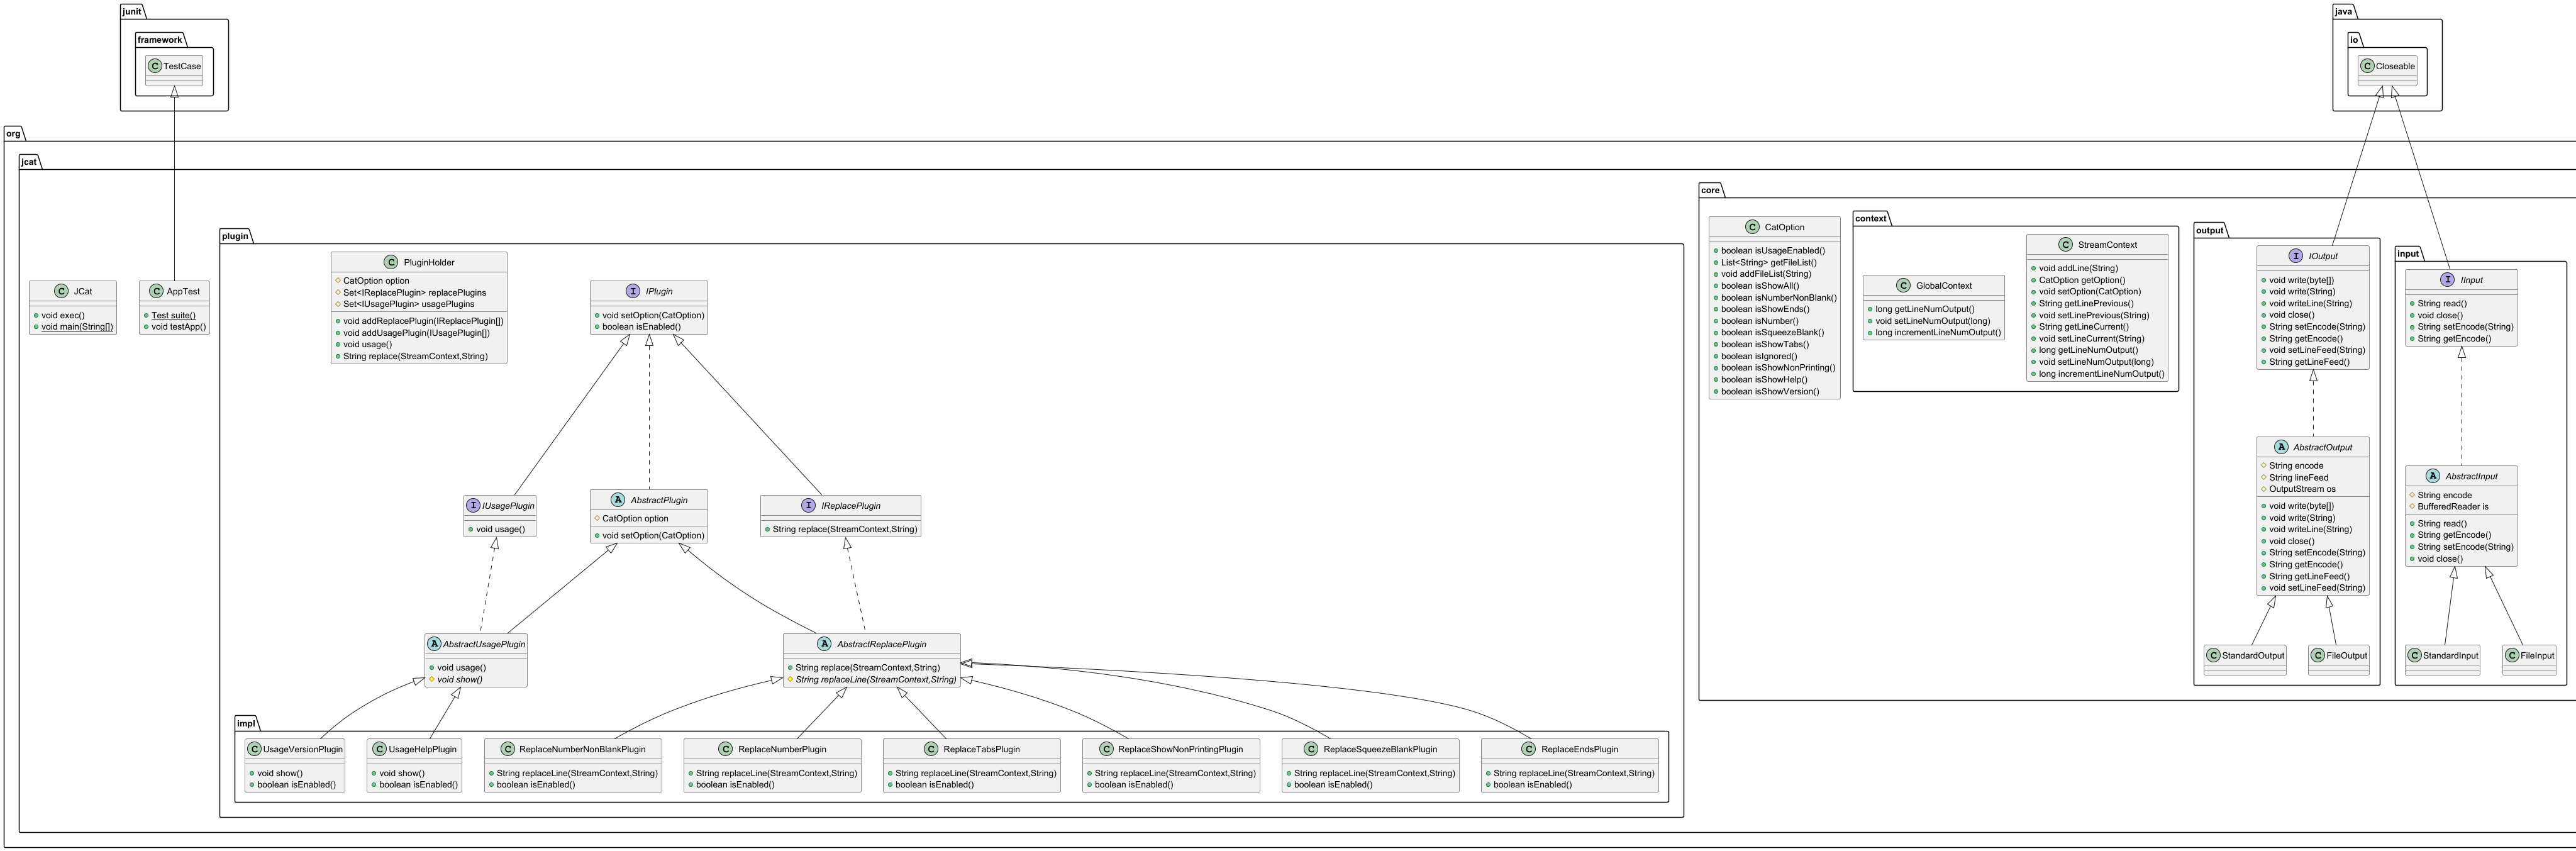 junit
framework
TestCase
java
io
Closeable
org
jcat
JCat
void exec()
void main(String[])
AppTest
Test suite()
void testApp()
plugin
PluginHolder
CatOption option
Set<IReplacePlugin> replacePlugins
Set<IUsagePlugin> usagePlugins
void addReplacePlugin(IReplacePlugin[])
void addUsagePlugin(IUsagePlugin[])
void usage()
String replace(StreamContext,String)
IPlugin
void setOption(CatOption)
boolean isEnabled()
IUsagePlugin
void usage()
AbstractPlugin
CatOption option
void setOption(CatOption)
IReplacePlugin
String replace(StreamContext,String)
AbstractUsagePlugin
void usage()
void show()
AbstractReplacePlugin
String replace(StreamContext,String)
String replaceLine(StreamContext,String)
impl
UsageVersionPlugin
void show()
boolean isEnabled()
UsageHelpPlugin
void show()
boolean isEnabled()
ReplaceNumberNonBlankPlugin
String replaceLine(StreamContext,String)
boolean isEnabled()
ReplaceNumberPlugin
String replaceLine(StreamContext,String)
boolean isEnabled()
ReplaceTabsPlugin
String replaceLine(StreamContext,String)
boolean isEnabled()
ReplaceShowNonPrintingPlugin
String replaceLine(StreamContext,String)
boolean isEnabled()
ReplaceSqueezeBlankPlugin
String replaceLine(StreamContext,String)
boolean isEnabled()
ReplaceEndsPlugin
String replaceLine(StreamContext,String)
boolean isEnabled()
core
CatOption
boolean isUsageEnabled()
List<String> getFileList()
void addFileList(String)
boolean isShowAll()
boolean isNumberNonBlank()
boolean isShowEnds()
boolean isNumber()
boolean isSqueezeBlank()
boolean isShowTabs()
boolean isIgnored()
boolean isShowNonPrinting()
boolean isShowHelp()
boolean isShowVersion()
context
GlobalContext
long getLineNumOutput()
void setLineNumOutput(long)
long incrementLineNumOutput()
StreamContext
void addLine(String)
CatOption getOption()
void setOption(CatOption)
String getLinePrevious()
void setLinePrevious(String)
String getLineCurrent()
void setLineCurrent(String)
long getLineNumOutput()
void setLineNumOutput(long)
long incrementLineNumOutput()
output
IOutput
void write(byte[])
void write(String)
void writeLine(String)
void close()
String setEncode(String)
String getEncode()
void setLineFeed(String)
String getLineFeed()
AbstractOutput
String encode
String lineFeed
OutputStream os
void write(byte[])
void write(String)
void writeLine(String)
void close()
String setEncode(String)
String getEncode()
String getLineFeed()
void setLineFeed(String)
StandardOutput
FileOutput
input
IInput
String read()
void close()
String setEncode(String)
String getEncode()
AbstractInput
String encode
BufferedReader is
String read()
String getEncode()
String setEncode(String)
void close()
StandardInput
FileInput